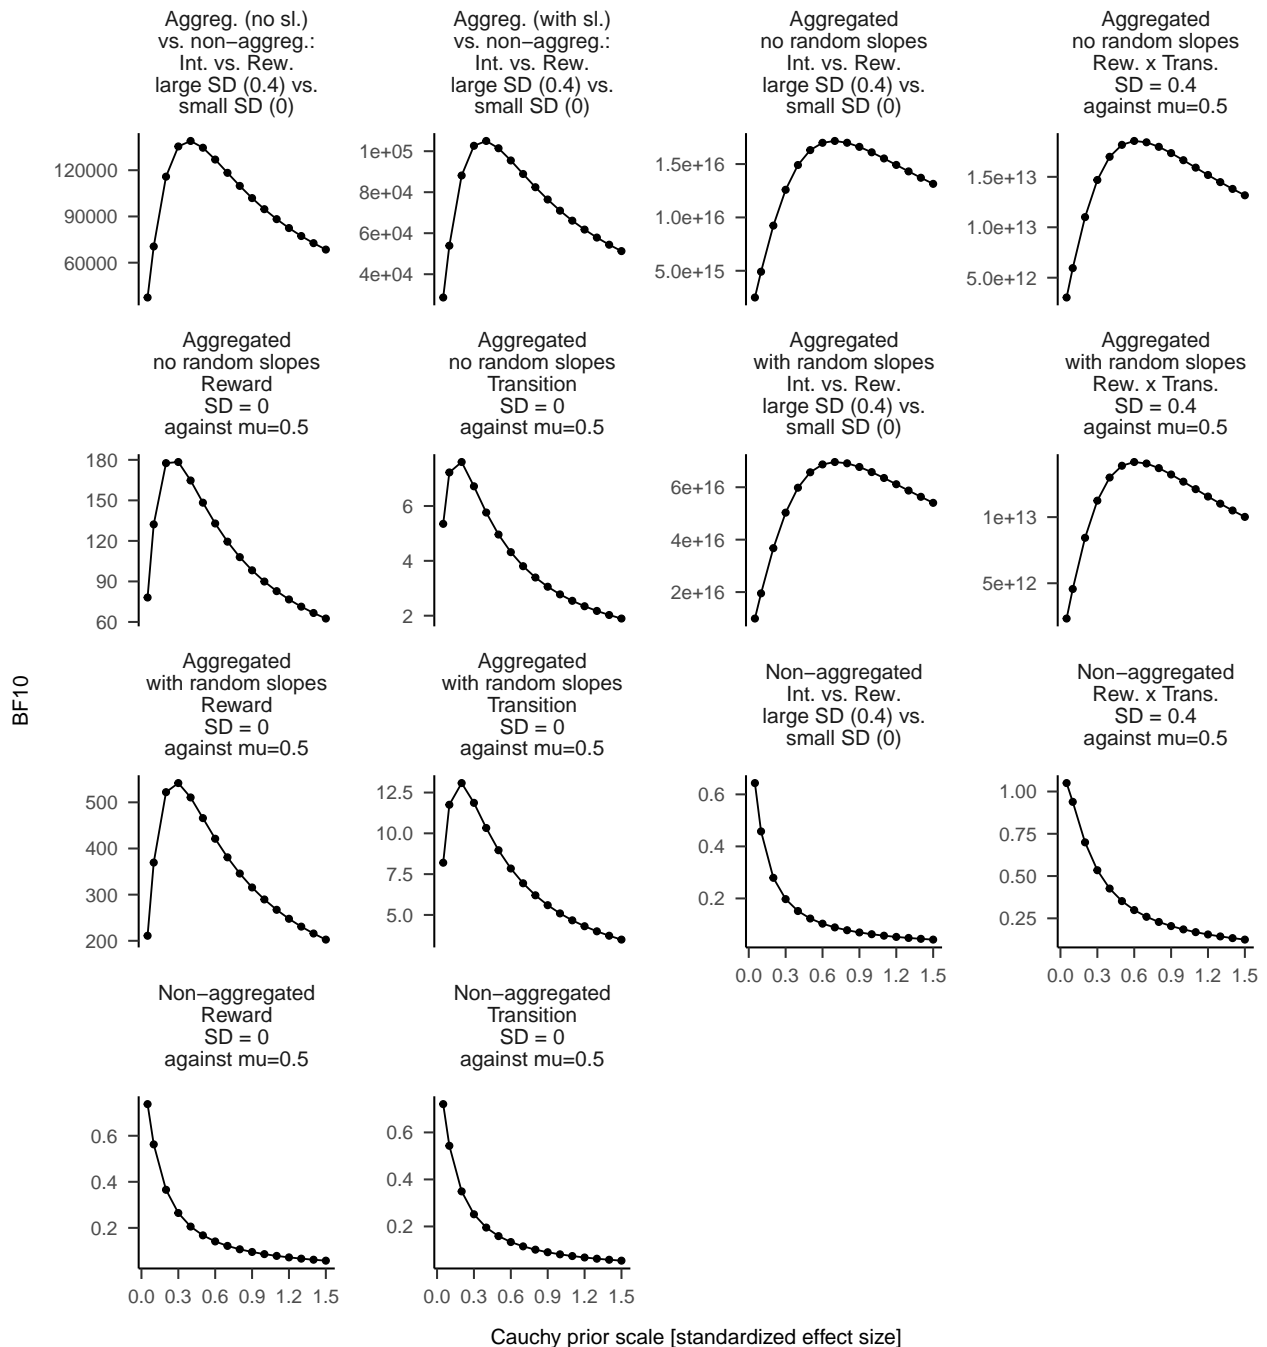 Aggreg. (no sl.)
vs. non−aggreg.:
Int. vs. Rew.
large SD (0.4) vs.
small SD (0)
120000
90000
60000
Aggreg. (with sl.)
vs. non−aggreg.:
Int. vs. Rew.
large SD (0.4) vs.
small SD (0)
1e+05
8e+04
6e+04
4e+04
Aggregated
no random slopes
Int. vs. Rew.
large SD (0.4) vs.
small SD (0)
1.5e+16
1.0e+16
5.0e+15
Aggregated
no random slopes
Rew. x Trans.
SD = 0.4
against mu=0.5
1.5e+13
1.0e+13
5.0e+12
Aggregated
no random slopes
Reward
SD = 0
against mu=0.5
180
150
120
90
60
Aggregated
no random slopes
Transition
SD = 0
against mu=0.5
6
4
2
Aggregated
with random slopes
Int. vs. Rew.
large SD (0.4) vs.
small SD (0)
6e+16
4e+16
2e+16
Aggregated
with random slopes
Rew. x Trans.
SD = 0.4
against mu=0.5
1e+13
5e+12
BF10
Aggregated
with random slopes
Reward
SD = 0
against mu=0.5
500
400
300
200
Aggregated
with random slopes
Transition
SD = 0
against mu=0.5
12.5
10.0
7.5
5.0
Non−aggregated
Int. vs. Rew.
large SD (0.4) vs.
small SD (0)
0.6
0.4
0.2
0.0 0.3 0.6 0.9 1.2 1.5
Non−aggregated
Rew. x Trans.
SD = 0.4
against mu=0.5
1.00
0.75
0.50
0.25
0.0 0.3 0.6 0.9 1.2 1.5
Non−aggregated
Reward
SD = 0
against mu=0.5
0.6
0.4
0.2
0.0 0.3 0.6 0.9 1.2 1.5
Non−aggregated
Transition
SD = 0
against mu=0.5
0.6
0.4
0.2
0.0 0.3 0.6 0.9 1.2 1.5
Cauchy prior scale [standardized effect size]